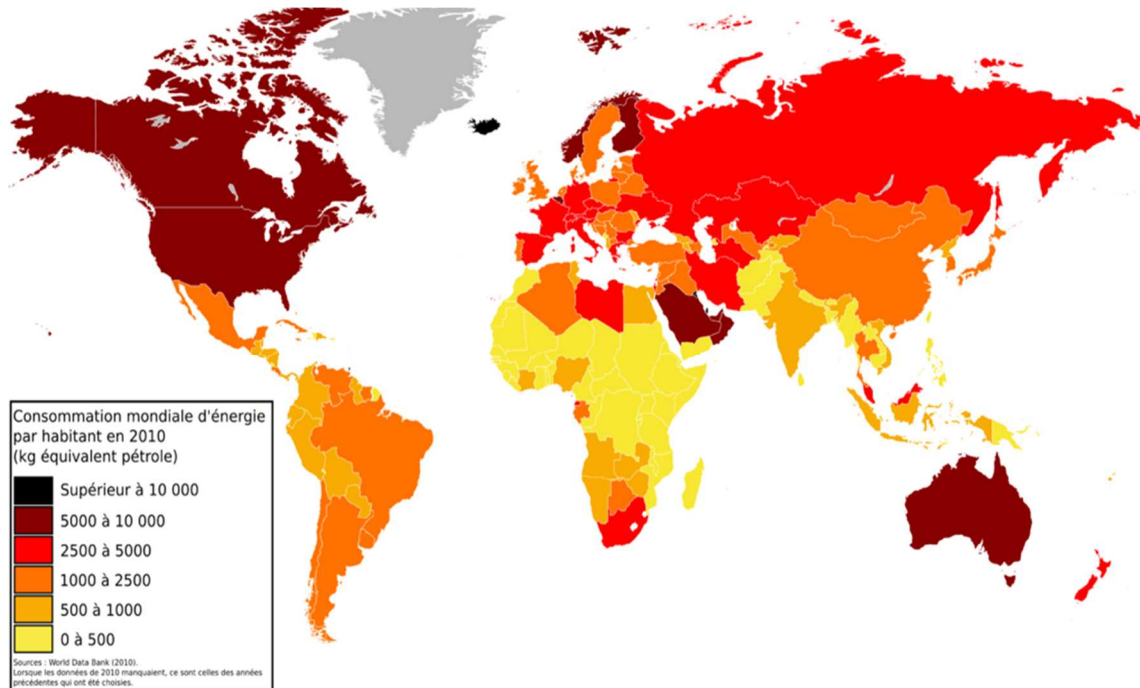 Consommation mondiale d'énergie
par habitant en 2010
(kg équivalent pétrole)
Supérieur à 10 000
5000 à 10 000
2500 à 5000
1000 à 2500
500 à 1000
0 à 500
Sources : World Data Bank (2010).
Lorsque les données de 2010 manquaient, ce sont celles des années
précédentes qui ont été choisies.